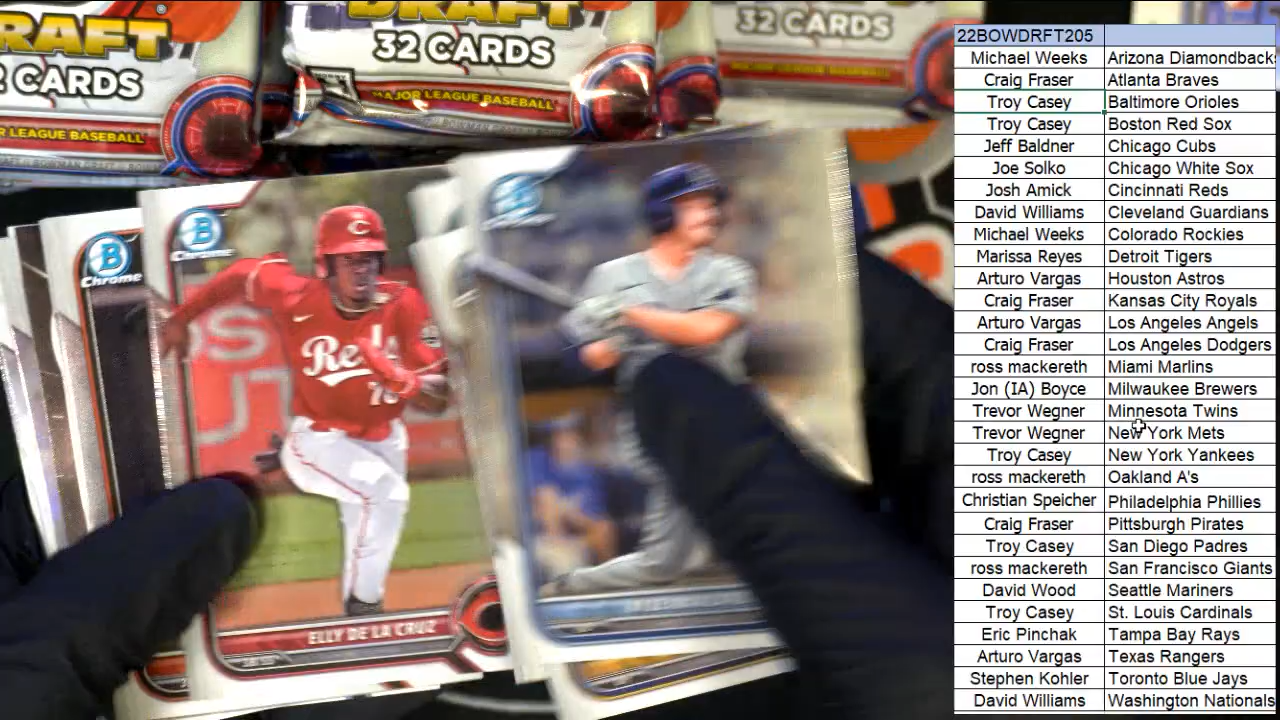 DRAFT
CARDS
R LEAGUE BASEBALL
DRAFT
32 CARDS
MAJOR LEAGUE BASEBALL
32 CARDS
B
Chrome
B
Chrome
Reds
ELLY DE LA CRUZ
22BOWDRFT205
Michael Weeks Arizona Diamondbacks
Craig Fraser Atlanta Braves
Troy Casey Baltimore Orioles
Troy Casey Boston Red Sox
Jeff Baldner Chicago Cubs
Joe Solko Chicago White Sox
Josh Amick Cincinnati Reds
David Williams Cleveland Guardians
Michael Weeks Colorado Rockies
Marissa Reyes Detroit Tigers
Arturo Vargas Houston Astros
Craig Fraser Kansas City Royals
Arturo Vargas Los Angeles Angels
Craig Fraser Los Angeles Dodgers
ross mackereth Miami Marlins
Jon (IA) Boyce Milwaukee Brewers
Trevor Wegner Minnesota Twins
Trevor Wegner New York Mets
Troy Casey New York Yankees
ross mackereth Oakland A's
Christian Speicher Philadelphia Phillies
Craig Fraser Pittsburgh Pirates
Troy Casey San Diego Padres
ross mackereth San Francisco Giants
David Wood Seattle Mariners
Troy Casey St. Louis Cardinals
Eric Pinchak Tampa Bay Rays
Arturo Vargas Texas Rangers
Stephen Kohler Toronto Blue Jays
David Williams Washington Nationals